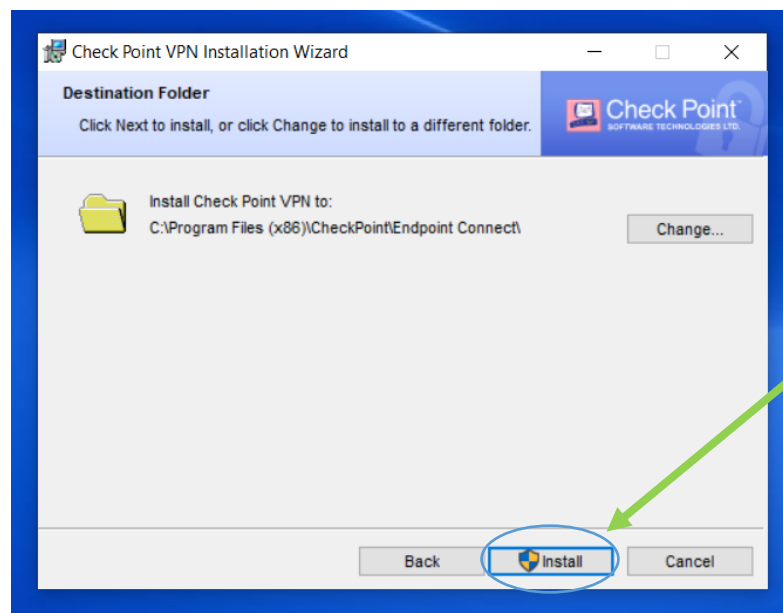 Check Point VPN Installation Wizard
Destination Folder
Click Next to install, or click Change to install to a different folder.
Check Point™
SOFTWARE TECHNOLOGIES LTD.
Install Check Point VPN to:
C:\Program Files (x86)\CheckPoint\Endpoint Connect\
Change...
Back
Install
Cancel